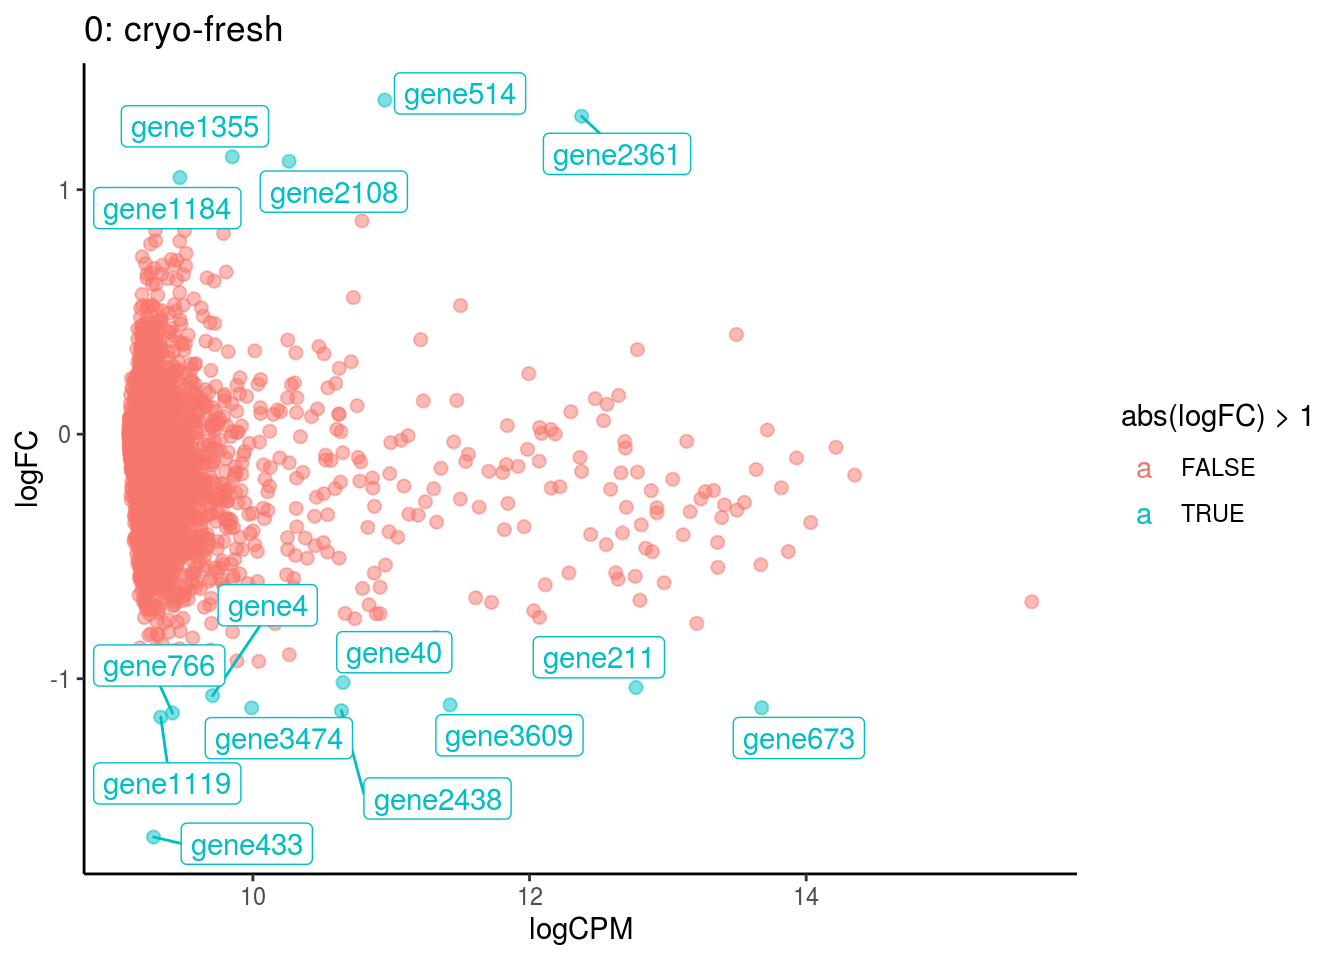 0: cryo-fresh
gene514
gene1355
gene2361
gene2108
gene1184
gene4
gene40
gene211
gene766
gene3474
gene3609
gene673
gene1119
gene2438
gene433
1
0
-1
logFC
10
12
14
logCPM
abs(logFC) > 1
a FALSE
a TRUE